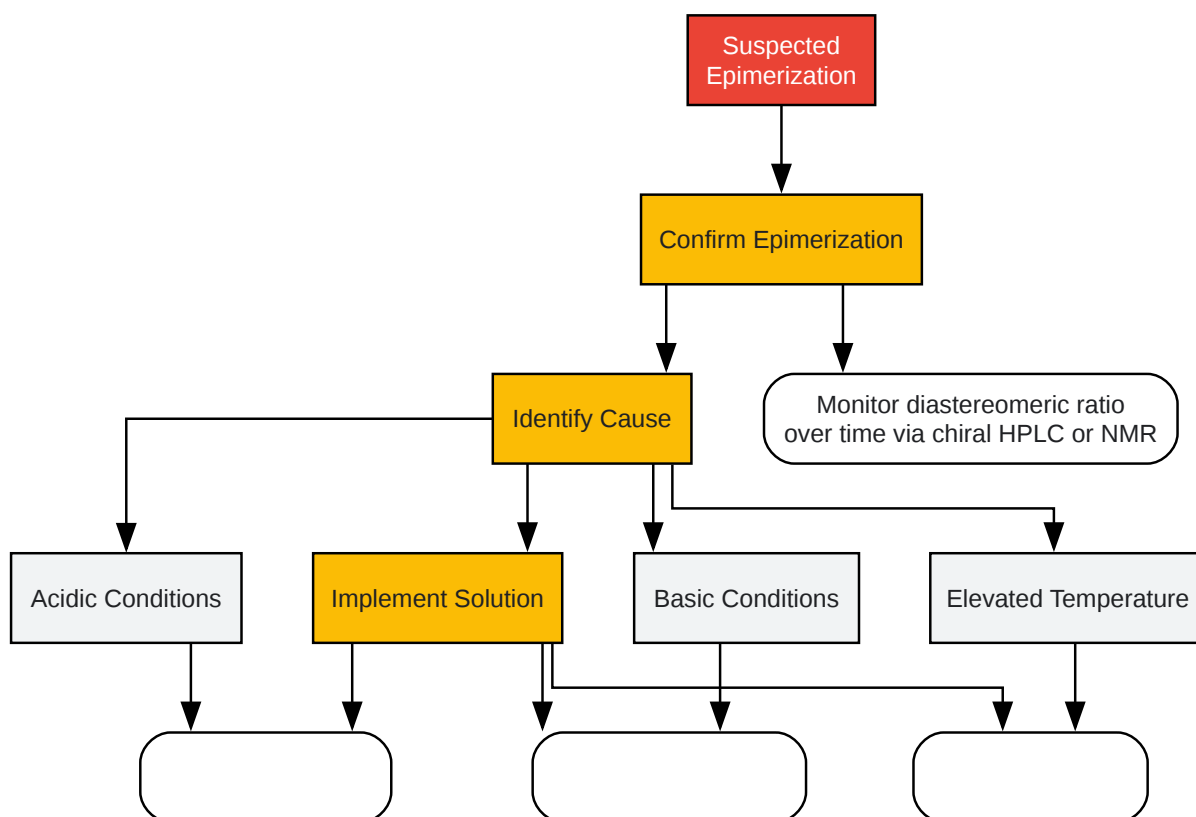 Suspected
Epimerization
Confirm Epimerization
Identify Cause
Monitor diastereomeric ratio
over time via chiral HPLC or NMR
Acidic Conditions
Implement Solution
Basic Conditions
Elevated Temperature